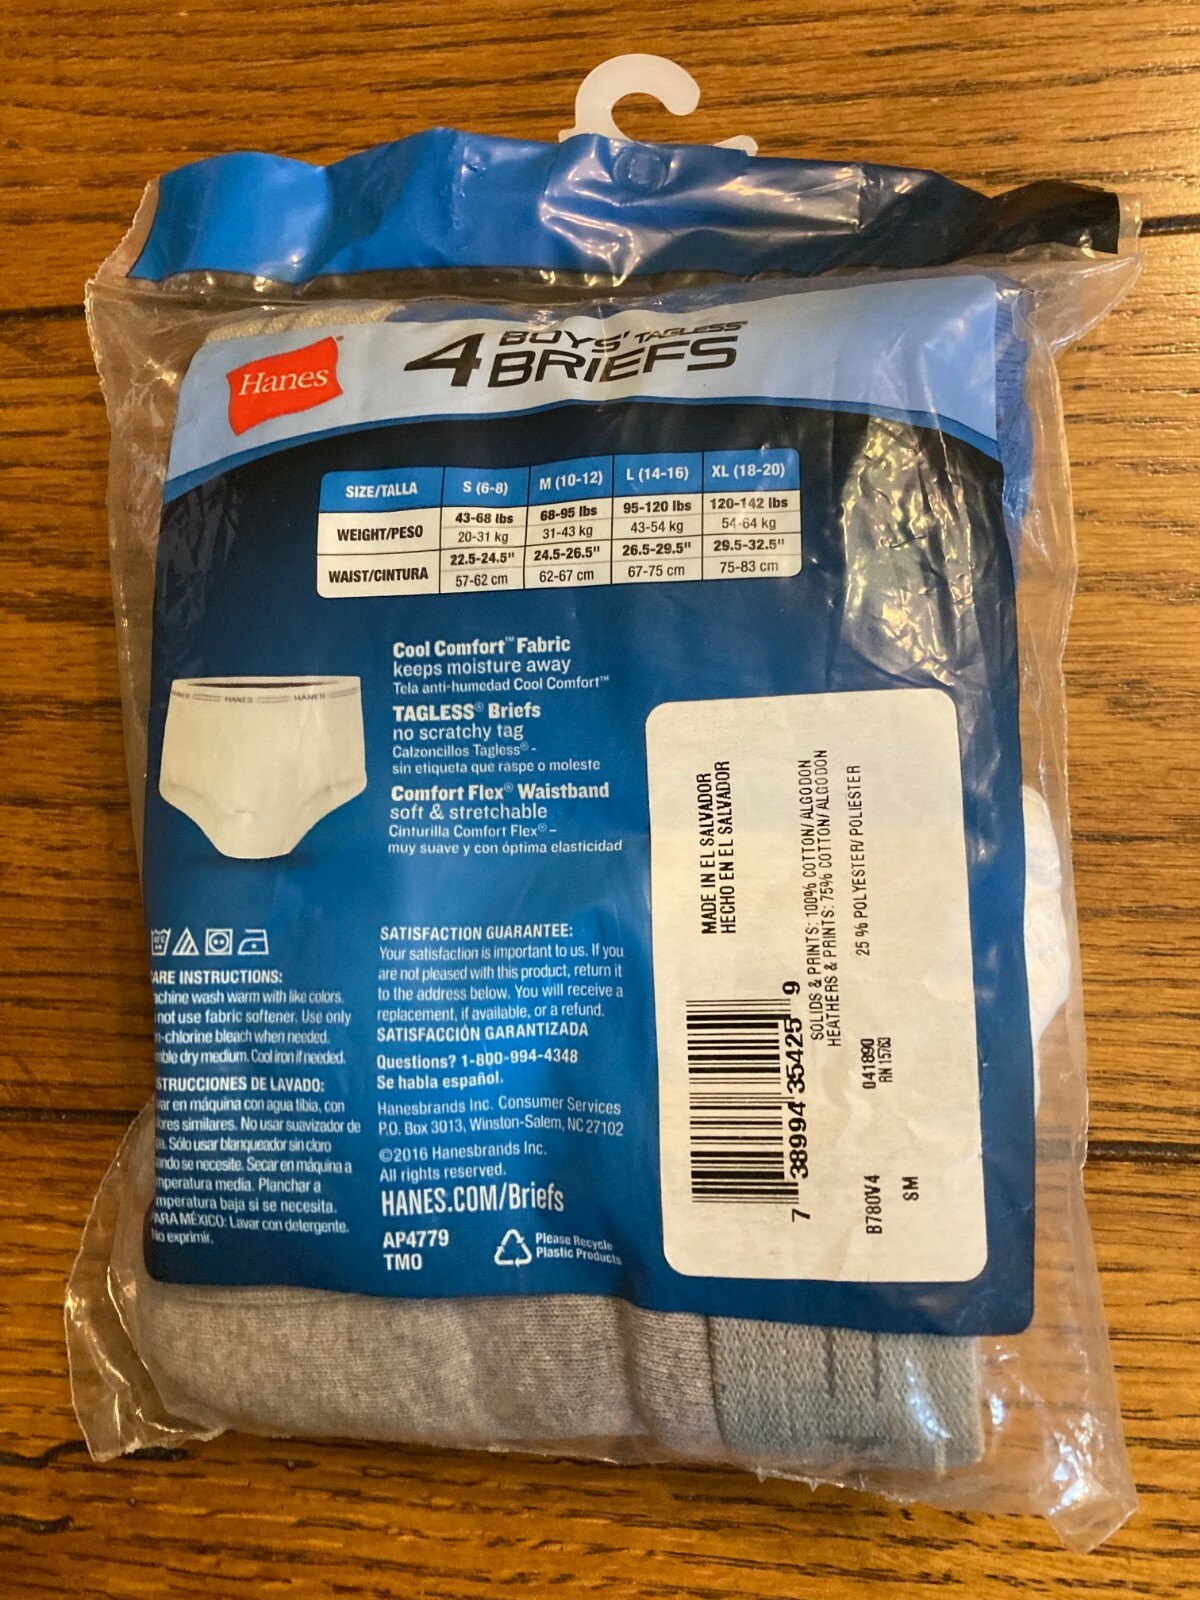 Hanes
4 BOYS' TAGLESS®
BRIEFS
SIZE/TALLA S (6-8) M (10-12) L (14-16) XL (18-20)
WEIGHT/PESO 43-68 lbs 68-95 lbs 95-120 lbs 120-142 lbs
20-31 kg 31-43 kg 43-54 kg 54-64 kg
WAIST/CINTURA 22.5-24.5" 24.5-26.5" 26.5-29.5" 29.5-32.5"
57-62 cm 62-67 cm 67-75 cm 75-83 cm
Cool Comfort™ Fabric
keeps moisture away
Tela anti-humedad Cool Comfort™
TAGLESS® Briefs
no scratchy tag
Calzoncillos Tagless® -
sin etiqueta que raspe o moleste
Comfort Flex® Waistband
soft & stretchable
Cinturilla Comfort Flex® –
muy suave y con óptima elasticidad
HANES HANES
ARE INSTRUCTIONS:
achine wash warm with like colors.
not use fabric softener. Use only
n-chlorine bleach when needed.
mble dry medium. Cool iron if needed.
STRUCCIONES DE LAVADO:
var en máquina con agua tibia, con
lores similares. No usar suavizador de
Sólo usar blanqueador sin cloro
ando se necesite. Secar en máquina a
mperatura media. Planchar a
mperatura baja si se necesita.
ARA MÉXICO: Lavar con detergente.
No exprimir.
SATISFACTION GUARANTEE:
Your satisfaction is important to us. If you
are not pleased with this product, return it
to the address below. You will receive a
replacement, if available, or a refund.
SATISFACCIÓN GARANTIZADA
Questions? 1-800-994-4348
Se habla español.
Hanesbrands Inc. Consumer Services
P.O. Box 3013, Winston-Salem, NC 27102
©2016 Hanesbrands Inc.
All rights reserved.
HANES.COM/Briefs
AP4779
TMO
Please Recycle
Plastic Products
MADE IN EL SALVADOR
HECHO EN EL SALVADOR
7 38994 35425 9
SOLIDS & PRINTS: 100% COTTON/ ALGODON
HEATHERS & PRINTS: 75% COTTON/ ALGODON
25 % POLYESTER/ POLIESTER
041890
RN 15763
B780V4
SM